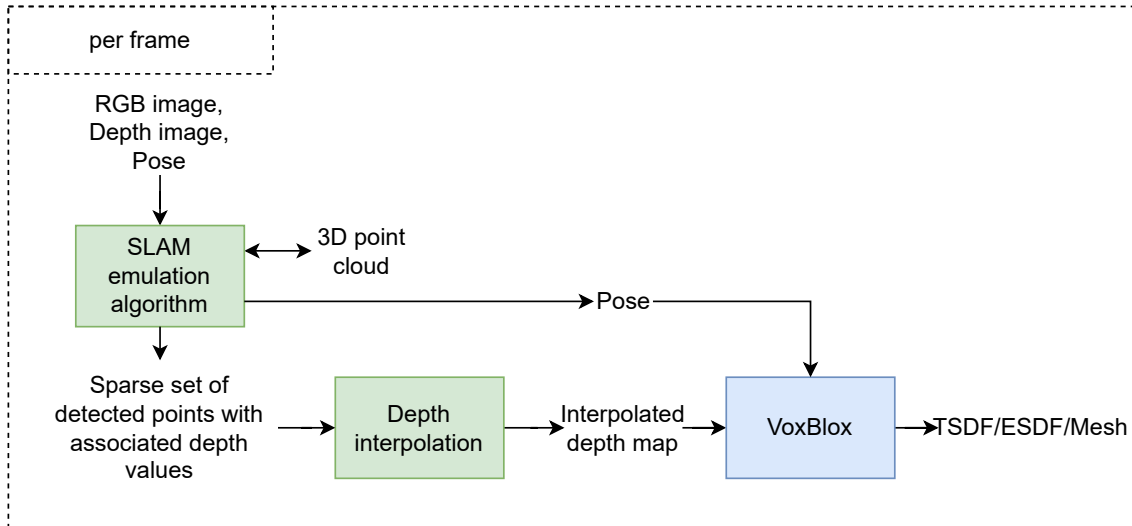 per frame
RGB image,
Depth image,
Pose
SLAM
emulation
algorithm
3D point
cloud
Pose
Sparse set of
detected points with
associated depth
values
Depth
interpolation
Interpolated
depth map
VoxBlox
TSDF/ESDF/Mesh